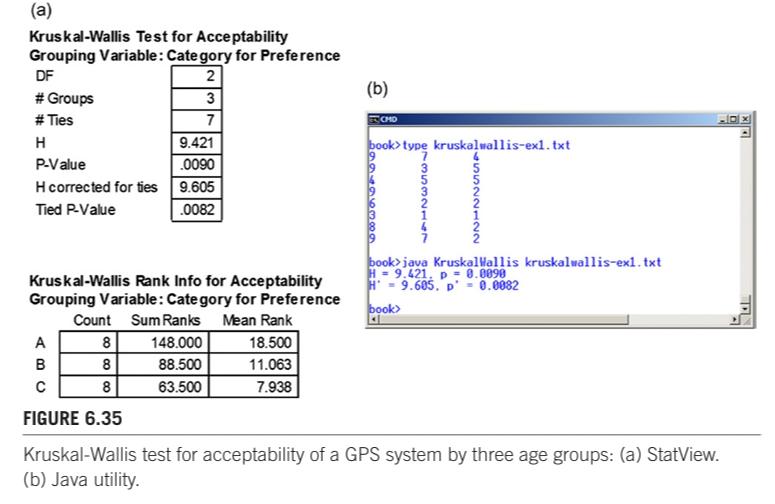 (a)
Kruskal-Wallis Test for Acceptability
Grouping Variable: Category for Preference
DF 2
# Groups 3
# Ties 7
H 9.421
P-Value .0090
H corrected for ties 9.605
Tied P-Value .0082
Kruskal-Wallis Rank Info for Acceptability
Grouping Variable: Category for Preference
Count Sum Ranks Mean Rank
A 8 148.000 18.500
B 8 88.500 11.063
C 8 63.500 7.938
(b)
CMD
book>type kruskalwallis-ex1.txt
9 7 4
9 3 5
4 5 5
9 3 2
6 2 2
3 1 1
8 4 2
9 7 2
book>java KruskalWallis kruskalwallis-ex1.txt
H = 9.421, p = 0.0090
H' = 9.605, p' = 0.0082
book>
FIGURE 6.35
Kruskal-Wallis test for acceptability of a GPS system by three age groups: (a) StatView.
(b) Java utility.